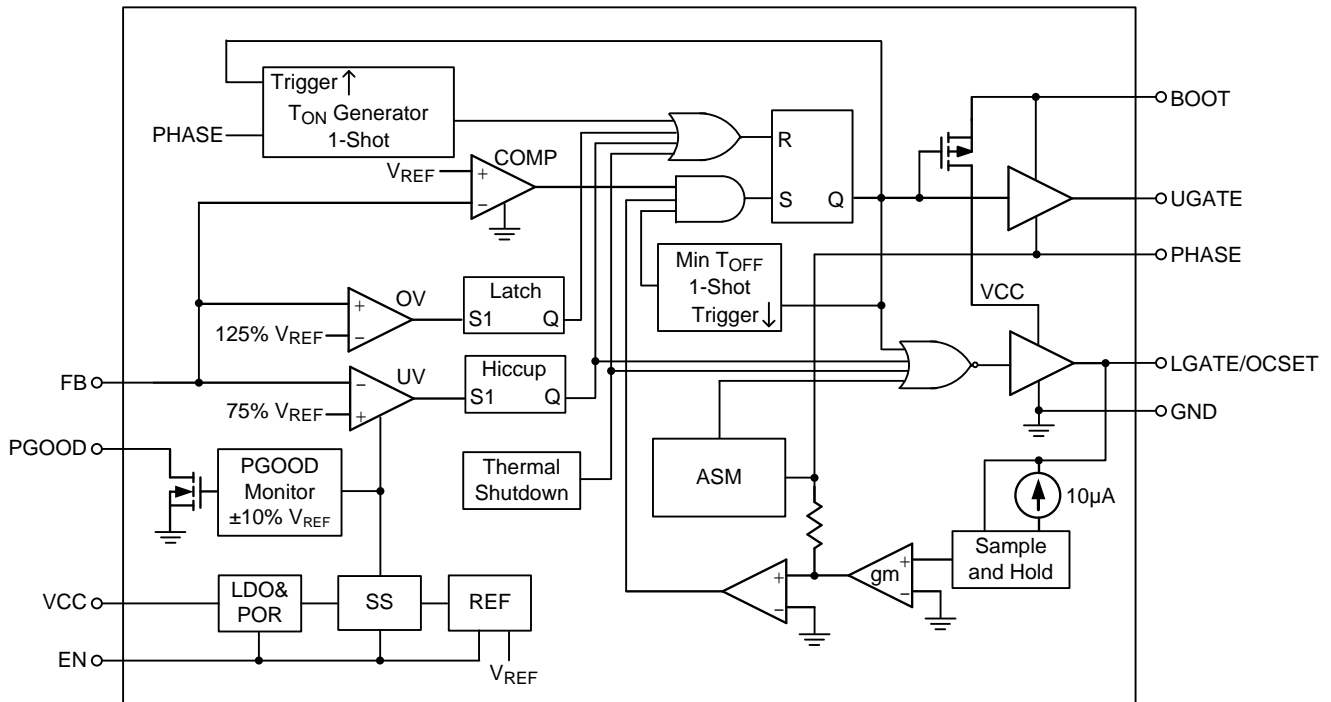 Trigger ↑
TON Generator
1-Shot
PHASE
VREF
COMP
+
−
R
S
Q
BOOT
UGATE
PHASE
Min TOFF
1-Shot
Trigger ↓
VCC
OV
+
−
125% VREF
Latch
S1 Q
FB
UV
−
+
75% VREF
Hiccup
S1 Q
LGATE/OCSET
GND
PGOOD
PGOOD
Monitor
±10% VREF
Thermal
Shutdown
ASM
10µA
Sample
and Hold
+
−
gm
+
−
VCC
LDO&
POR
SS
REF
EN
VREF